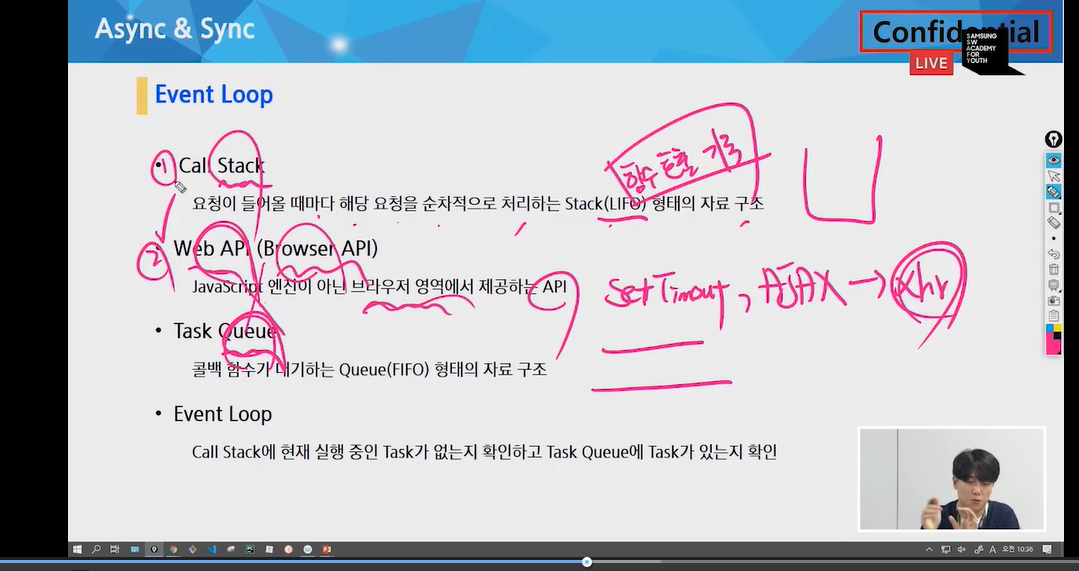 Async & Sync
Confidential
LIVE
SAMSUNG
SW
ACADEMY
FOR
YOUTH
Event Loop
① • Call Stack
함수 호출 기록
요청이 들어올 때마다 해당 요청을 순차적으로 처리하는 Stack(LIFO) 형태의 자료 구조
② • Web API (Browser API)
JavaScript 엔진이 아닌 브라우저 영역에서 제공하는 API
setTimout, AJAX → xhr
• Task Queue
콜백 함수가 대기하는 Queue(FIFO) 형태의 자료 구조
• Event Loop
Call Stack에 현재 실행 중인 Task가 없는지 확인하고 Task Queue에 Task가 있는지 확인
A 오전 10:36